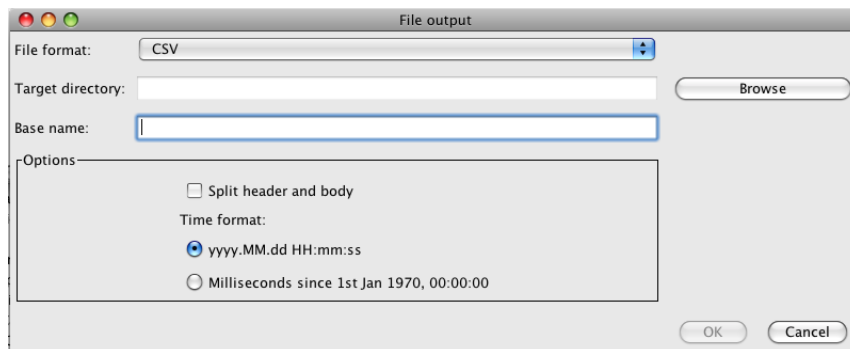 File output
File format:
CSV
Target directory:
Browse
Base name:
Options
Split header and body
Time format:
yyyy.MM.dd HH:mm:ss
Milliseconds since 1st Jan 1970, 00:00:00
OK
Cancel